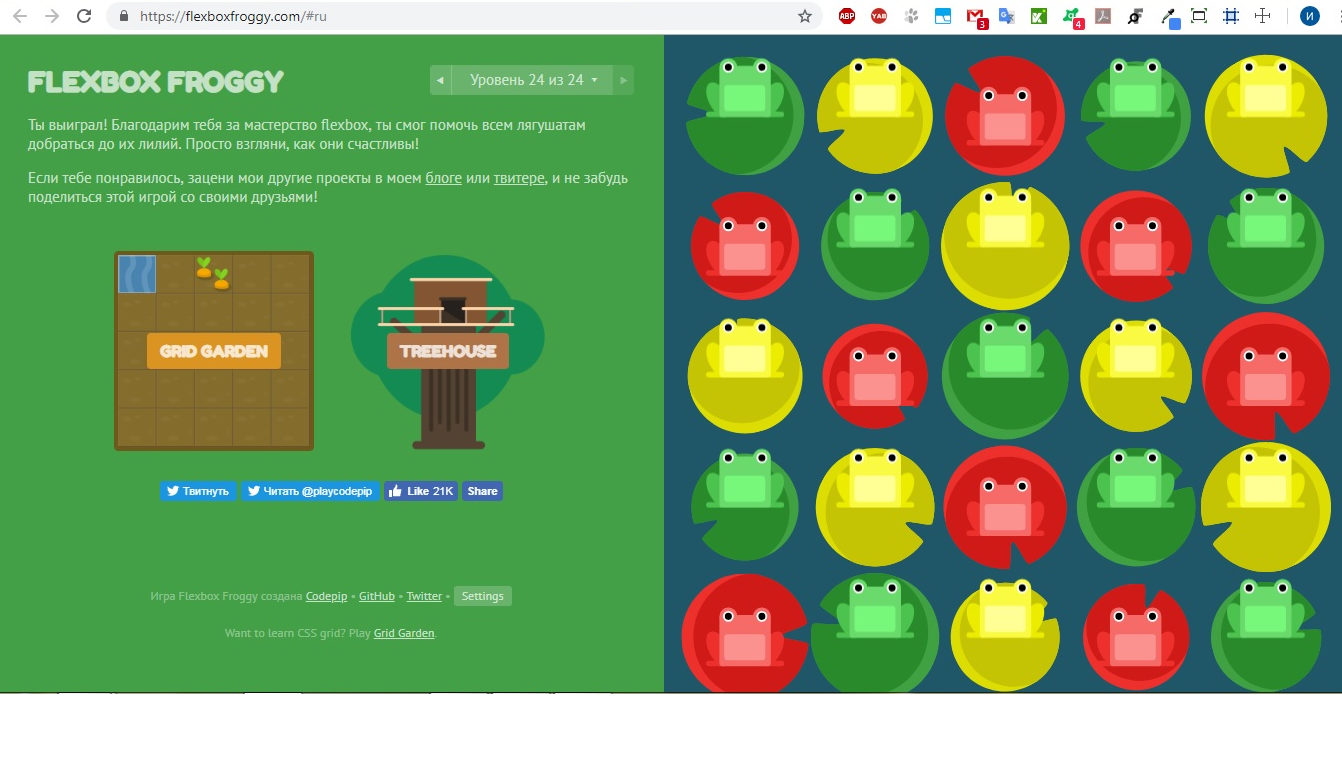 https://flexboxfroggy.com/#ru
ABP
YAB
3
4
И
FLEXBOX FROGGY
Уровень 24 из 24
Ты выиграл! Благодарим тебя за мастерство flexbox, ты смог помочь всем лягушатам
добраться до их лилий. Просто взгляни, как они счастливы!
Если тебе понравилось, зацени мои другие проекты в моем блоге или твитере, и не забудь
поделиться этой игрой со своими друзьями!
GRID GARDEN
TREEHOUSE
Твитнуть
Читать @playcodepip
Like 21K
Share
Игра Flexbox Froggy создана Codepip • GitHub • Twitter • Settings
Want to learn CSS grid? Play Grid Garden.